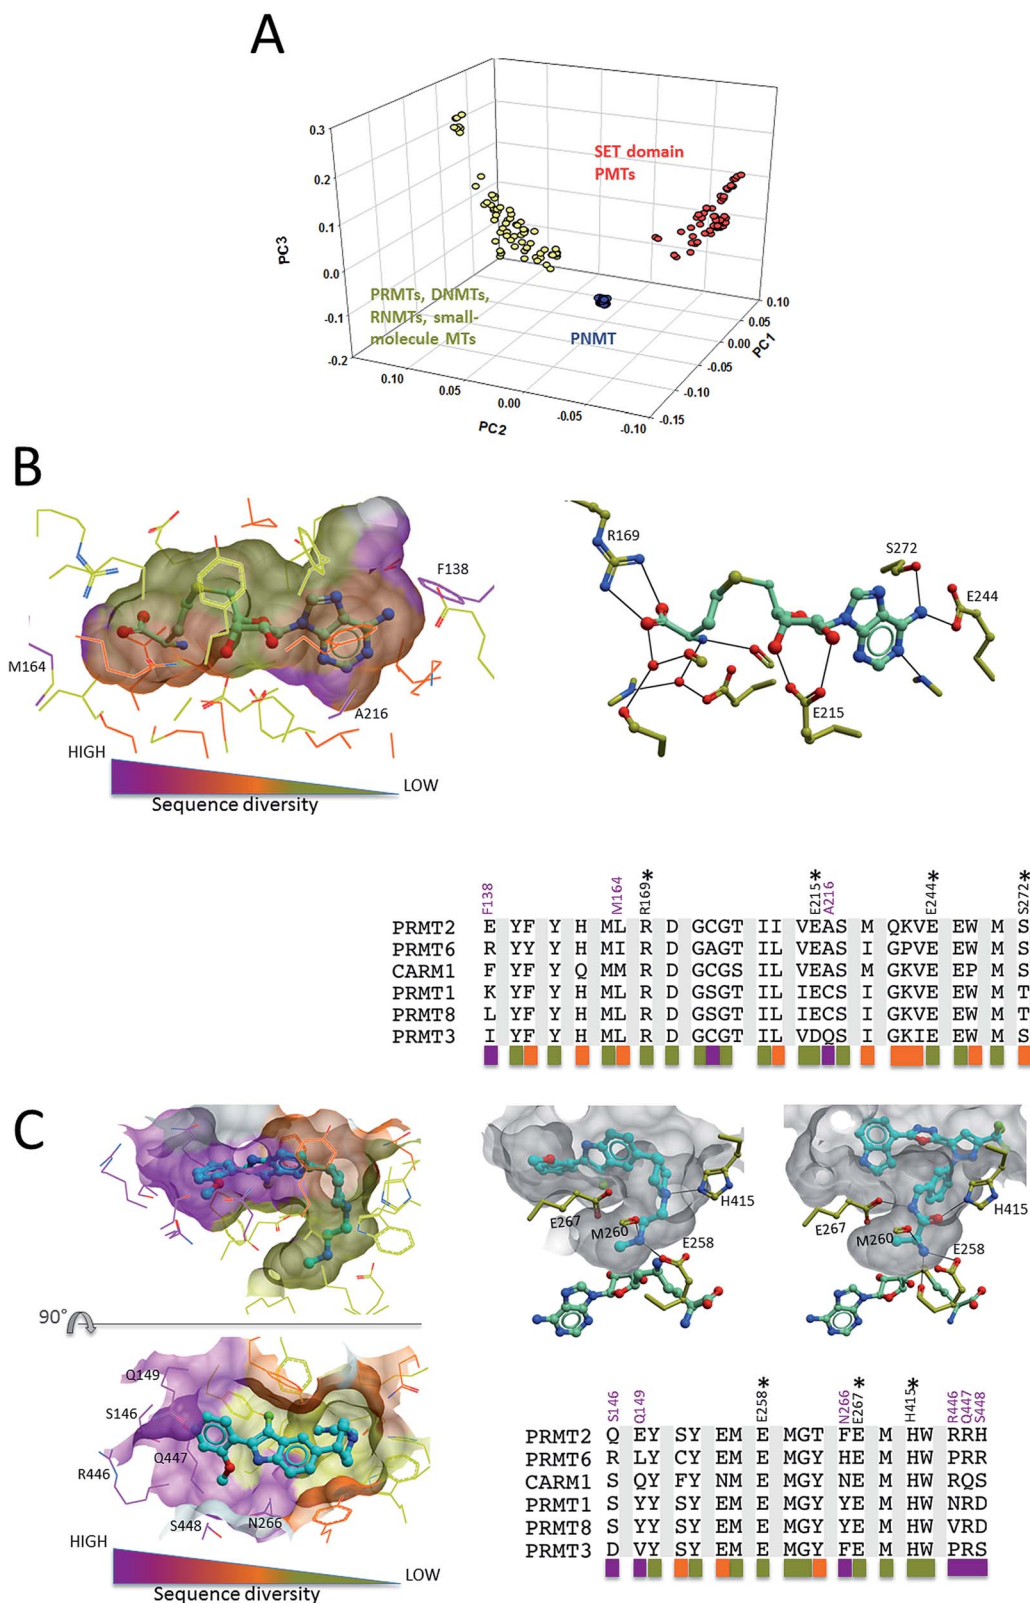 A
0.3
0.2
0.1
0.0
-0.1
-0.2
PC3
SET domain
PMTs
PRMTs, DNMTs,
RNMTs, small-
molecule MTs
PNMT
0.10
0.05
0.00
-0.05
-0.10
-0.15
PC1
0.10
0.05
0.00
-0.05
-0.10
PC2
B
F138
M164
A216
HIGH
LOW
Sequence diversity
R169
S272
E244
E215
F138 M164 R169* E215* A216 E244* S272*
PRMT2 E YF Y H ML R D GCGT IL VEAS M QKVE EW M S
PRMT6 R YY Y H MI R D GAGT IL VEAS I GPVE EW M S
CARM1 F YF Y Q MM R D GCGS IL VEAS M GKVE EP M S
PRMT1 K YF Y H ML R D GSGT IL IECS I GKVE EW M T
PRMT8 L YF Y H ML R D GSGT IL IECS I GKVE EW M T
PRMT3 I YF Y H ML R D GCGT IL VDQS I GKIE EW M S
C
E267
M260
H415
E258
E267
M260
H415
E258
90°
Q149
S146
Q447
R446
S448
N266
HIGH
LOW
Sequence diversity
S146 Q149 E258* N266 E267* H415* R446 Q447 S448
PRMT2 Q EY SY EM E MGT FE M HW RRH
PRMT6 R LY CY EM E MGY HE M HW PRR
CARM1 S QY FY NM E MGY NE M HW RQS
PRMT1 S YY SY EM E MGY YE M HW NRD
PRMT8 S YY SY EM E MGY YE M HW VRD
PRMT3 D VY SY EM E MGY FE M HW PRS